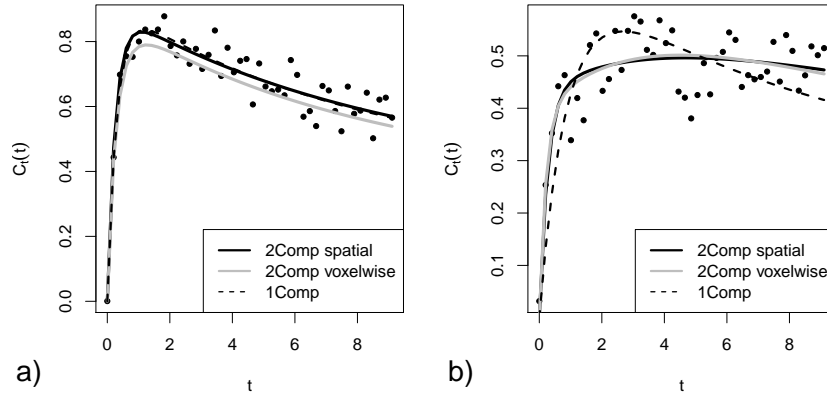 C_t(t)
0.0 0.2 0.4 0.6 0.8
0 2 4 6 8
t
2Comp spatial
2Comp voxelwise
1Comp
a)
C_t(t)
0.1 0.2 0.3 0.4 0.5
0 2 4 6 8
t
2Comp spatial
2Comp voxelwise
1Comp
b)